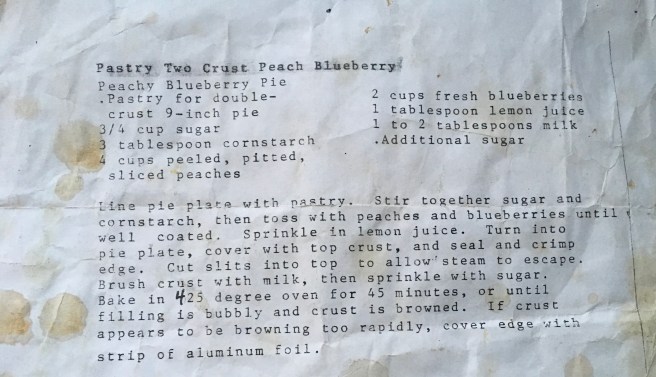 Pastry Two Crust Peach Blueberry
Peachy Blueberry Pie
.Pastry for double-
crust 9-inch pie
3/4 cup sugar
3 tablespoon cornstarch
4 cups peeled, pitted,
sliced peaches
2 cups fresh blueberries
1 tablespoon lemon juice
1 to 2 tablespoons milk
.Additional sugar
Line pie plate with pastry. Stir together sugar and
cornstarch, then toss with peaches and blueberries until
well coated. Sprinkle in lemon juice. Turn into
pie plate, cover with top crust, and seal and crimp
edge. Cut slits into top to allow steam to escape.
Brush crust with milk, then sprinkle with sugar.
Bake in 425 degree oven for 45 minutes, or until
filling is bubbly and crust is browned. If crust
appears to be browning too rapidly, cover edge with
strip of aluminum foil.